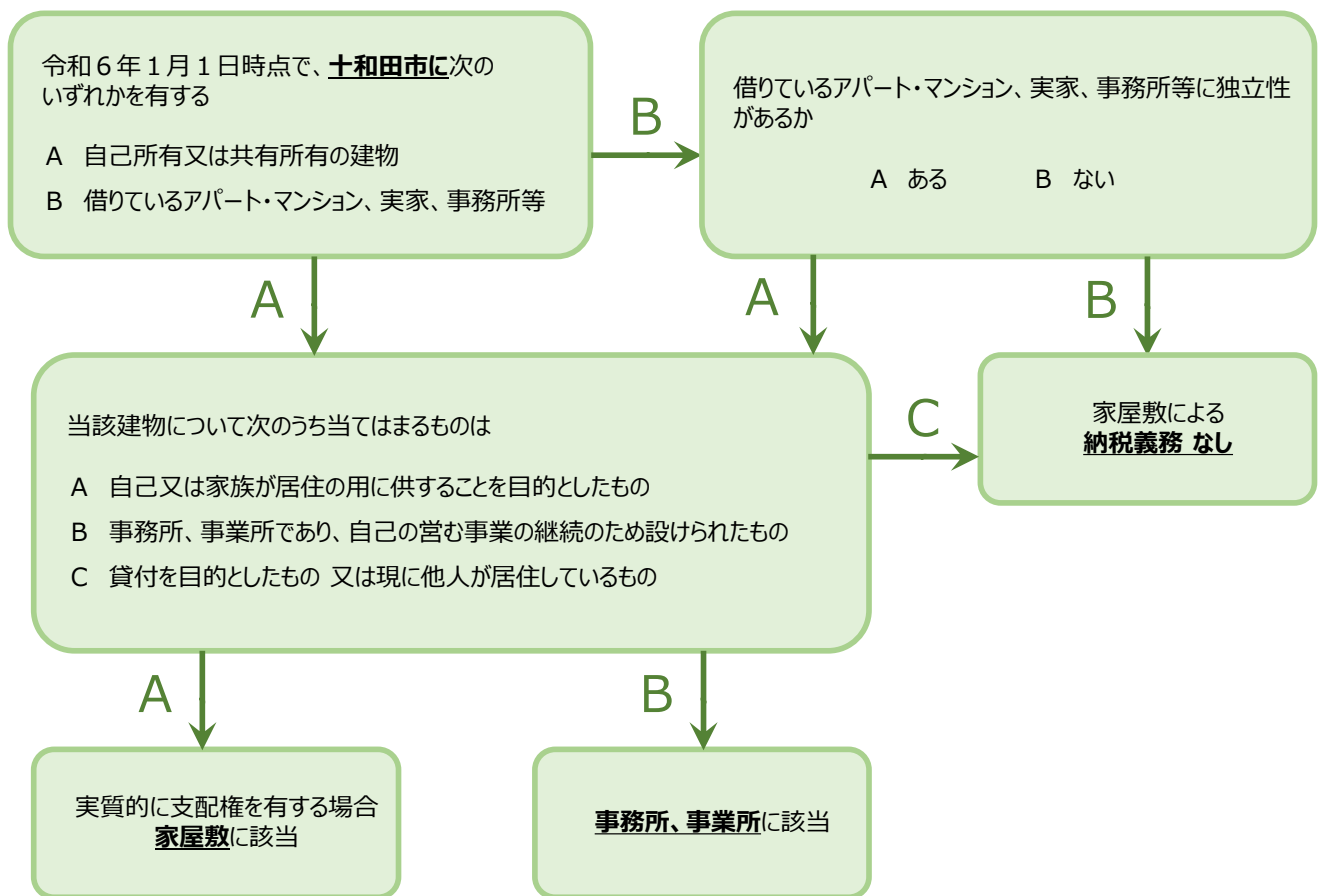 令和６年１月１日時点で、十和田市に次の
いずれかを有する
A　自己所有又は共有所有の建物
B　借りているアパート・マンション、実家、事務所等
B
借りているアパート・マンション、実家、事務所等に独立性
があるか
A　ある　　　B　ない
A
A
B
当該建物について次のうち当てはまるものは
A　自己又は家族が居住の用に供することを目的としたもの
B　事務所、事業所であり、自己の営む事業の継続のため設けられたもの
C　貸付を目的としたもの 又は現に他人が居住しているもの
C
家屋敷による
納税義務 なし
A
B
実質的に支配権を有する場合
家屋敷に該当
事務所、事業所に該当